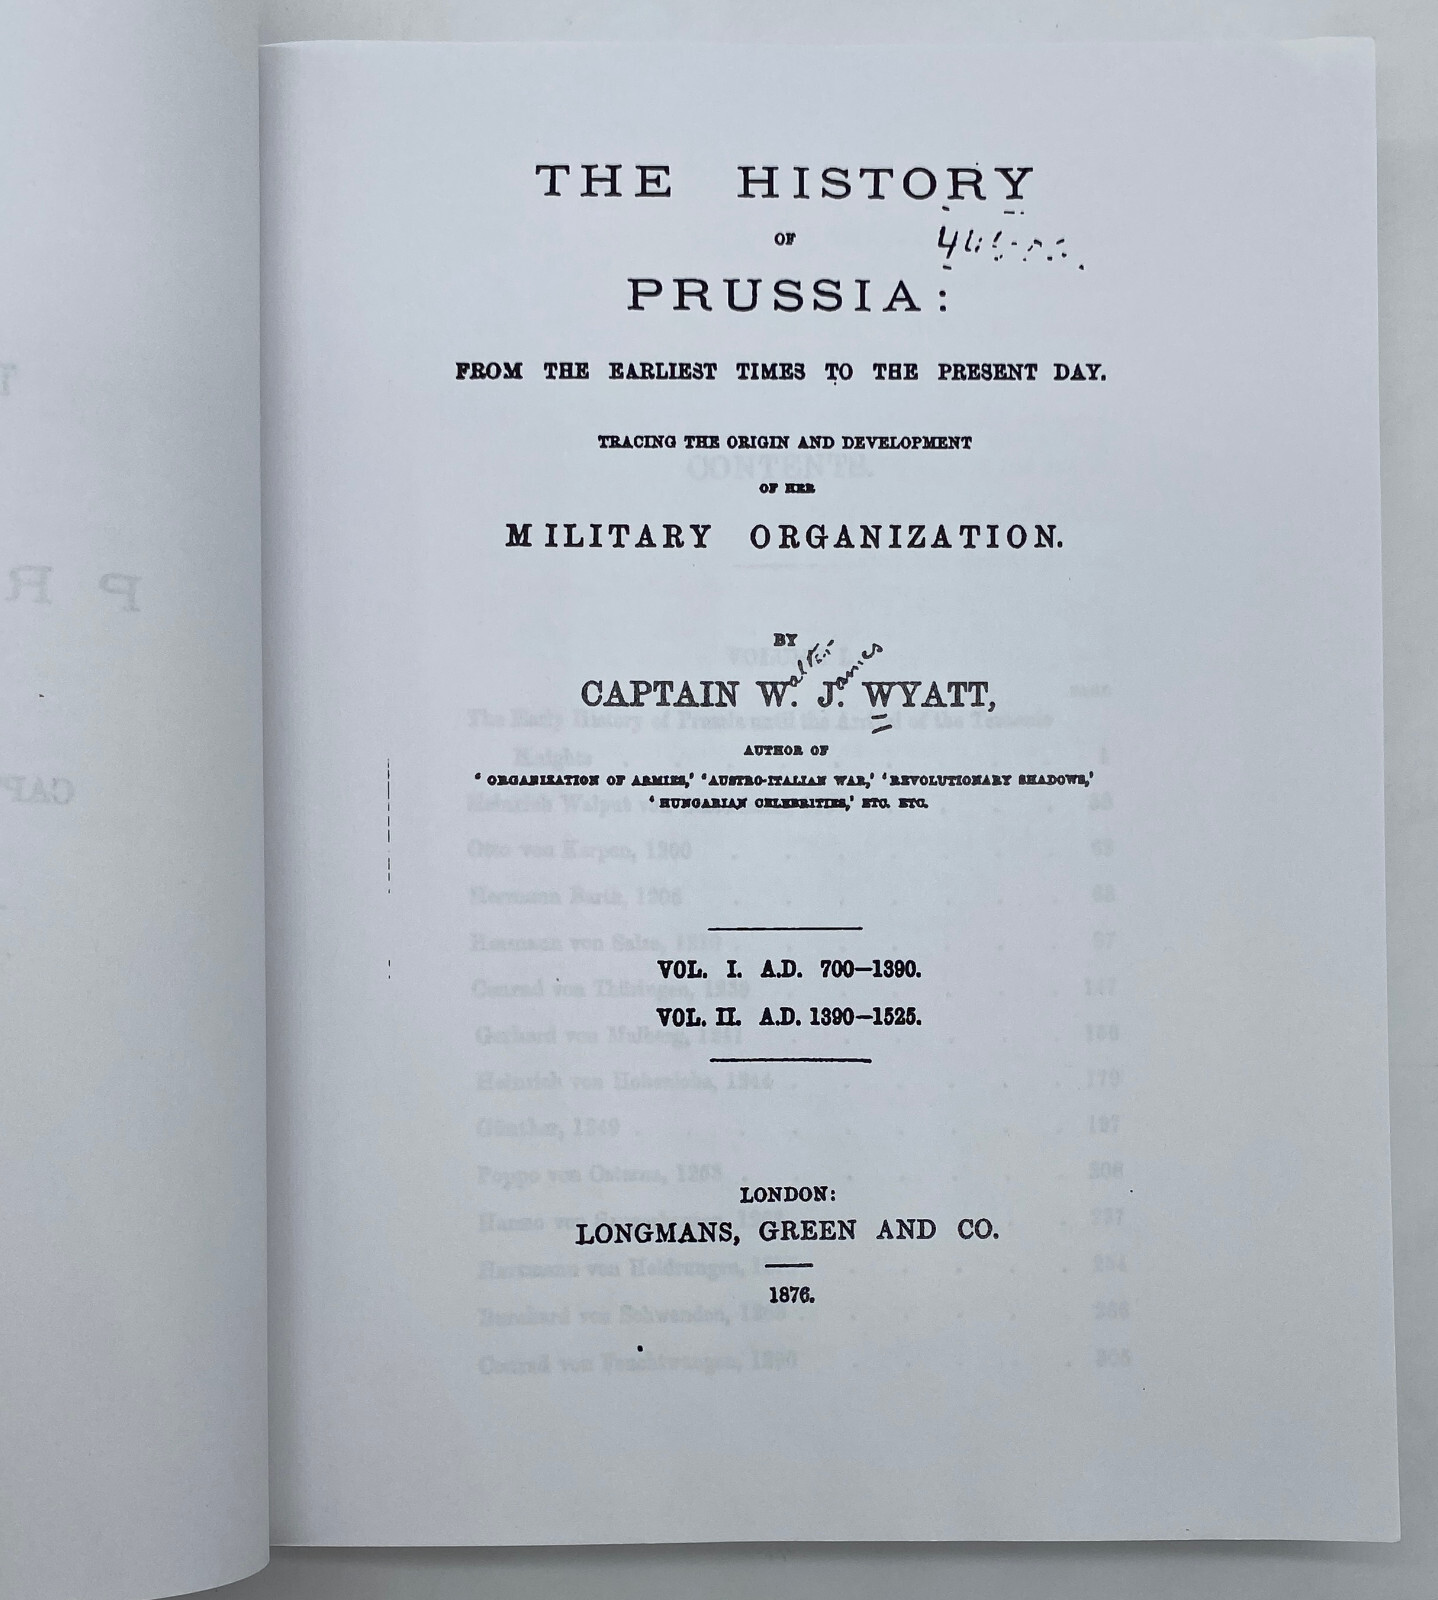 THE HISTORY
OF
PRUSSIA:
FROM THE EARLIEST TIMES TO THE PRESENT DAY.
TRACING THE ORIGIN AND DEVELOPMENT
OF HER
MILITARY ORGANIZATION.
BY
alter ames
CAPTAIN W. J. WYATT,
AUTHOR OF
‘ ORGANIZATION OF ARMIES,’ ‘AUSTRO-ITALIAN WAR,’ ‘REVOLUTIONARY SHADOWS,’
‘ HUNGARIAN CELEBRITIES,’ ETC. ETC.
VOL. I. A.D. 700—1390.
VOL. II. A.D. 1390—1525.
LONDON:
LONGMANS, GREEN AND CO.
1876.